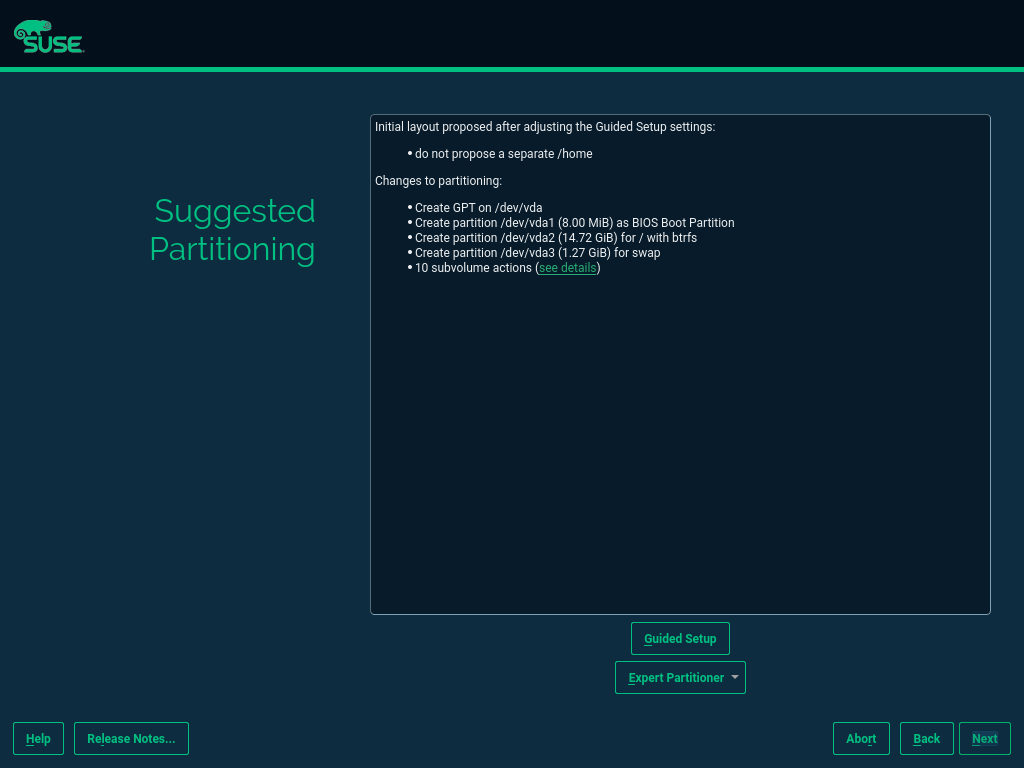 SUSE
Suggested
Partitioning
Initial layout proposed after adjusting the Guided Setup settings:
• do not propose a separate /home
Changes to partitioning:
• Create GPT on /dev/vda
• Create partition /dev/vda1 (8.00 MiB) as BIOS Boot Partition
• Create partition /dev/vda2 (14.72 GiB) for / with btrfs
• Create partition /dev/vda3 (1.27 GiB) for swap
• 10 subvolume actions (see details)
Guided Setup
Expert Partitioner
Help
Release Notes...
Abort
Back
Next